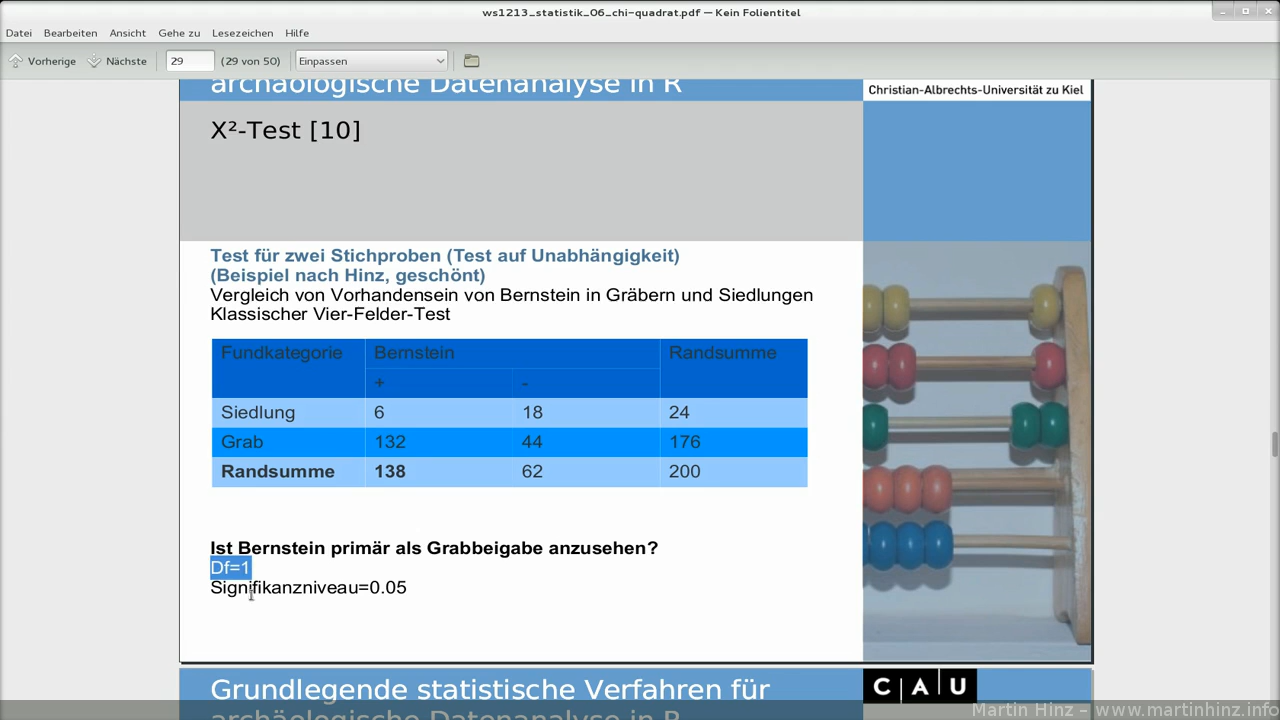 ws1213_statistik_06_chi-quadrat.pdf — Kein Folientitel
Datei Bearbeiten Ansicht Gehe zu Lesezeichen Hilfe
Vorherige Nächste 29 (29 von 50) Einpassen
archäologische Datenanalyse in R
Christian-Albrechts-Universität zu Kiel
X²-Test [10]
Test für zwei Stichproben (Test auf Unabhängigkeit)
(Beispiel nach Hinz, geschönt)
Vergleich von Vorhandensein von Bernstein in Gräbern und Siedlungen
Klassischer Vier-Felder-Test
Fundkategorie Bernstein Randsumme
+ -
Siedlung 6 18 24
Grab 132 44 176
Randsumme 138 62 200
Ist Bernstein primär als Grabbeigabe anzusehen?
Df=1
Signifikanzniveau=0.05
Grundlegende statistische Verfahren für
archäologische Datenanalyse in R
C|A|U
Martin Hinz - www.martinhinz.info